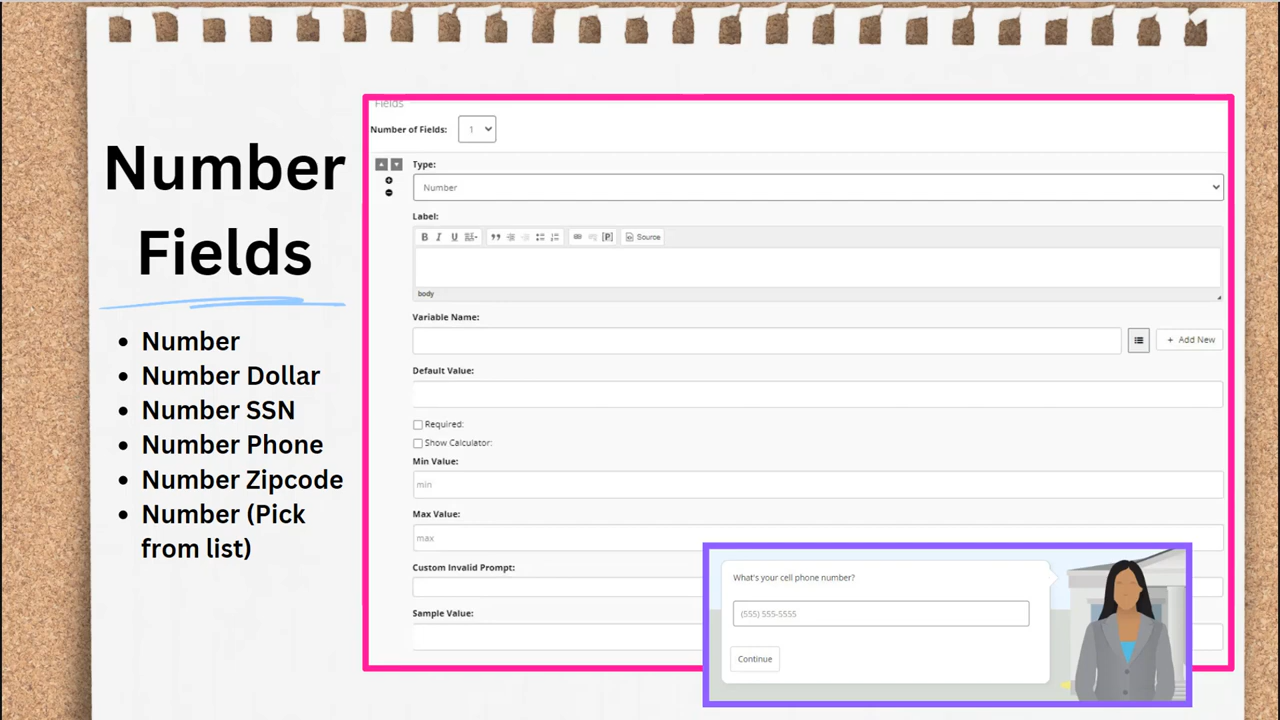 Number
Fields
Number
Number Dollar
Number SSN
Number Phone
Number Zipcode
Number (Pick
from list)
Fields
Number of Fields: 1
Type:
Number
Label:
B I U [P] Source
body
Variable Name:
+ Add New
Default Value:
Required:
Show Calculator:
Min Value:
min
Max Value:
max
Custom Invalid Prompt:
Sample Value:
What's your cell phone number?
(555) 555-5555
Continue